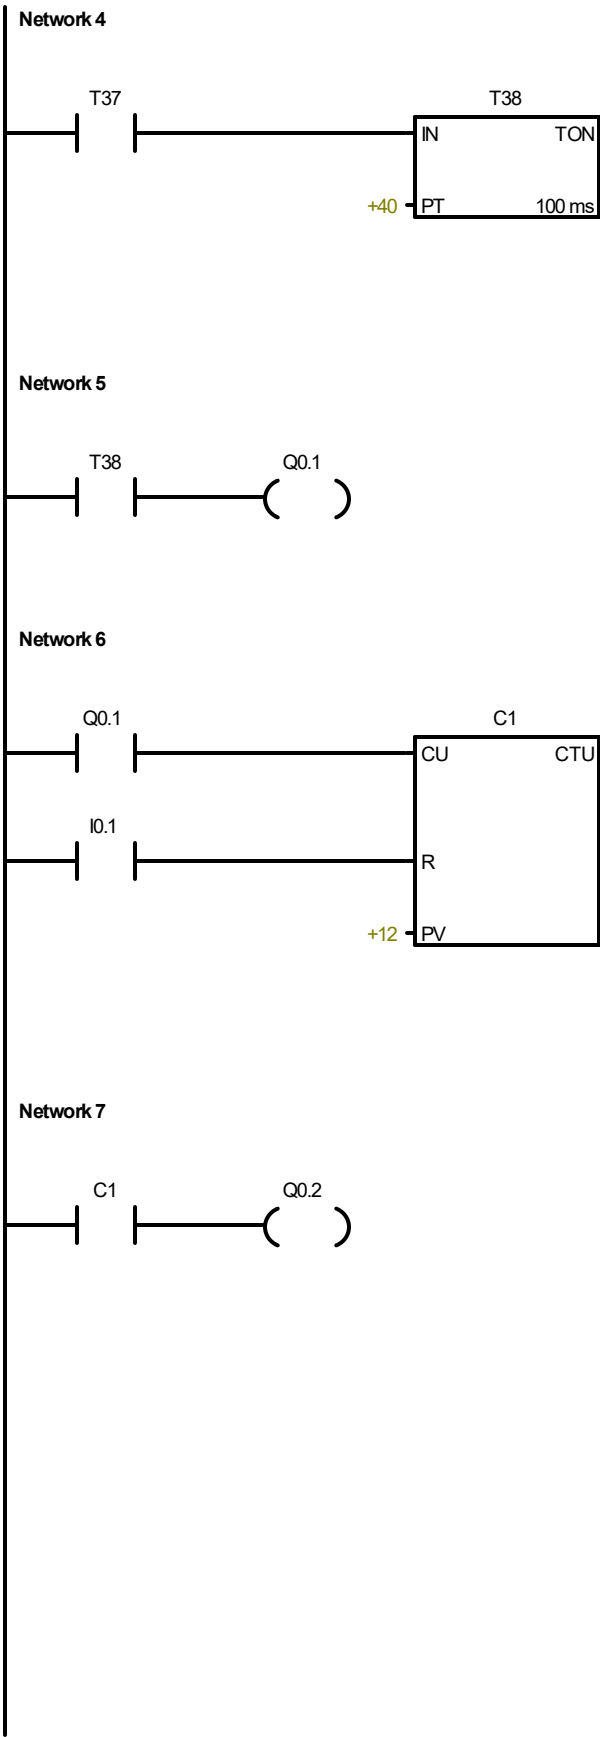 Network 4
T37 T38
IN TON
+40 PT 100 ms
Network 5
T38 Q0.1
Network 6
Q0.1 C1
CU CTU
I0.1
R
+12 PV
Network 7
C1 Q0.2